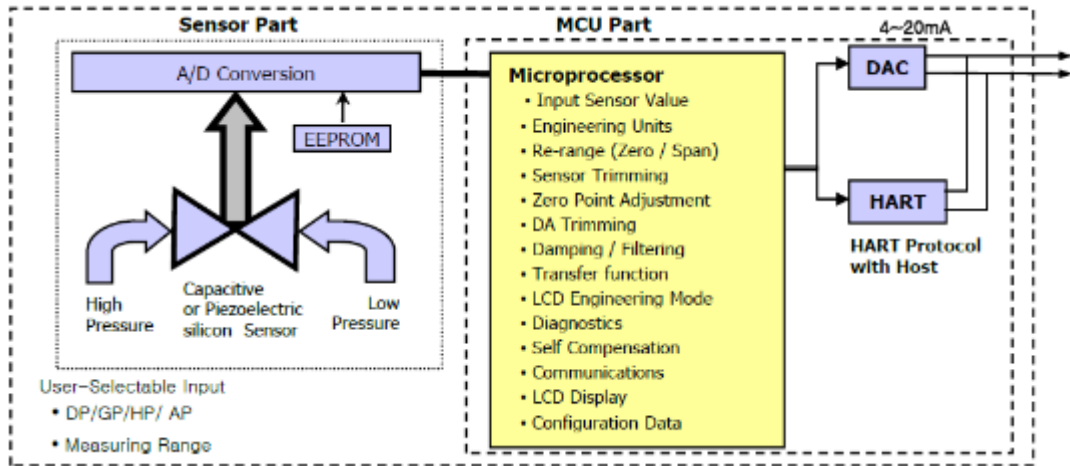 Sensor Part
A/D Conversion
EEPROM
High
Pressure
Capacitive
or Piezoelectric
silicon Sensor
Low
Pressure
User-Selectable Input
• DP/GP/HP/ AP
• Measuring Range
MCU Part
Microprocessor
• Input Sensor Value
• Engineering Units
• Re-range (Zero / Span)
• Sensor Trimming
• Zero Point Adjustment
• DA Trimming
• Damping / Filtering
• Transfer function
• LCD Engineering Mode
• Diagnostics
• Self Compensation
• Communications
• LCD Display
• Configuration Data
4~20mA
DAC
HART
HART Protocol
with Host